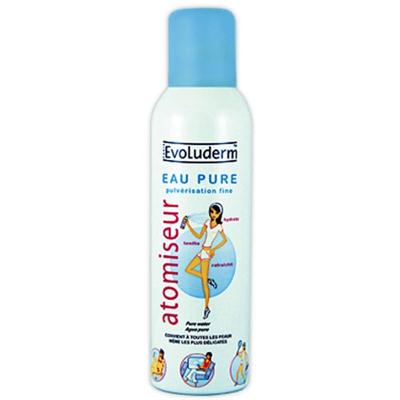 Evoluderm
EAU PURE
pulvérisation fine
atomiseur
hydrate
tonifie
rafraîchit
Pure water
Agua pura
CONVIENT À TOUTES LES PEAUX
MÊME LES PLUS DÉLICATES